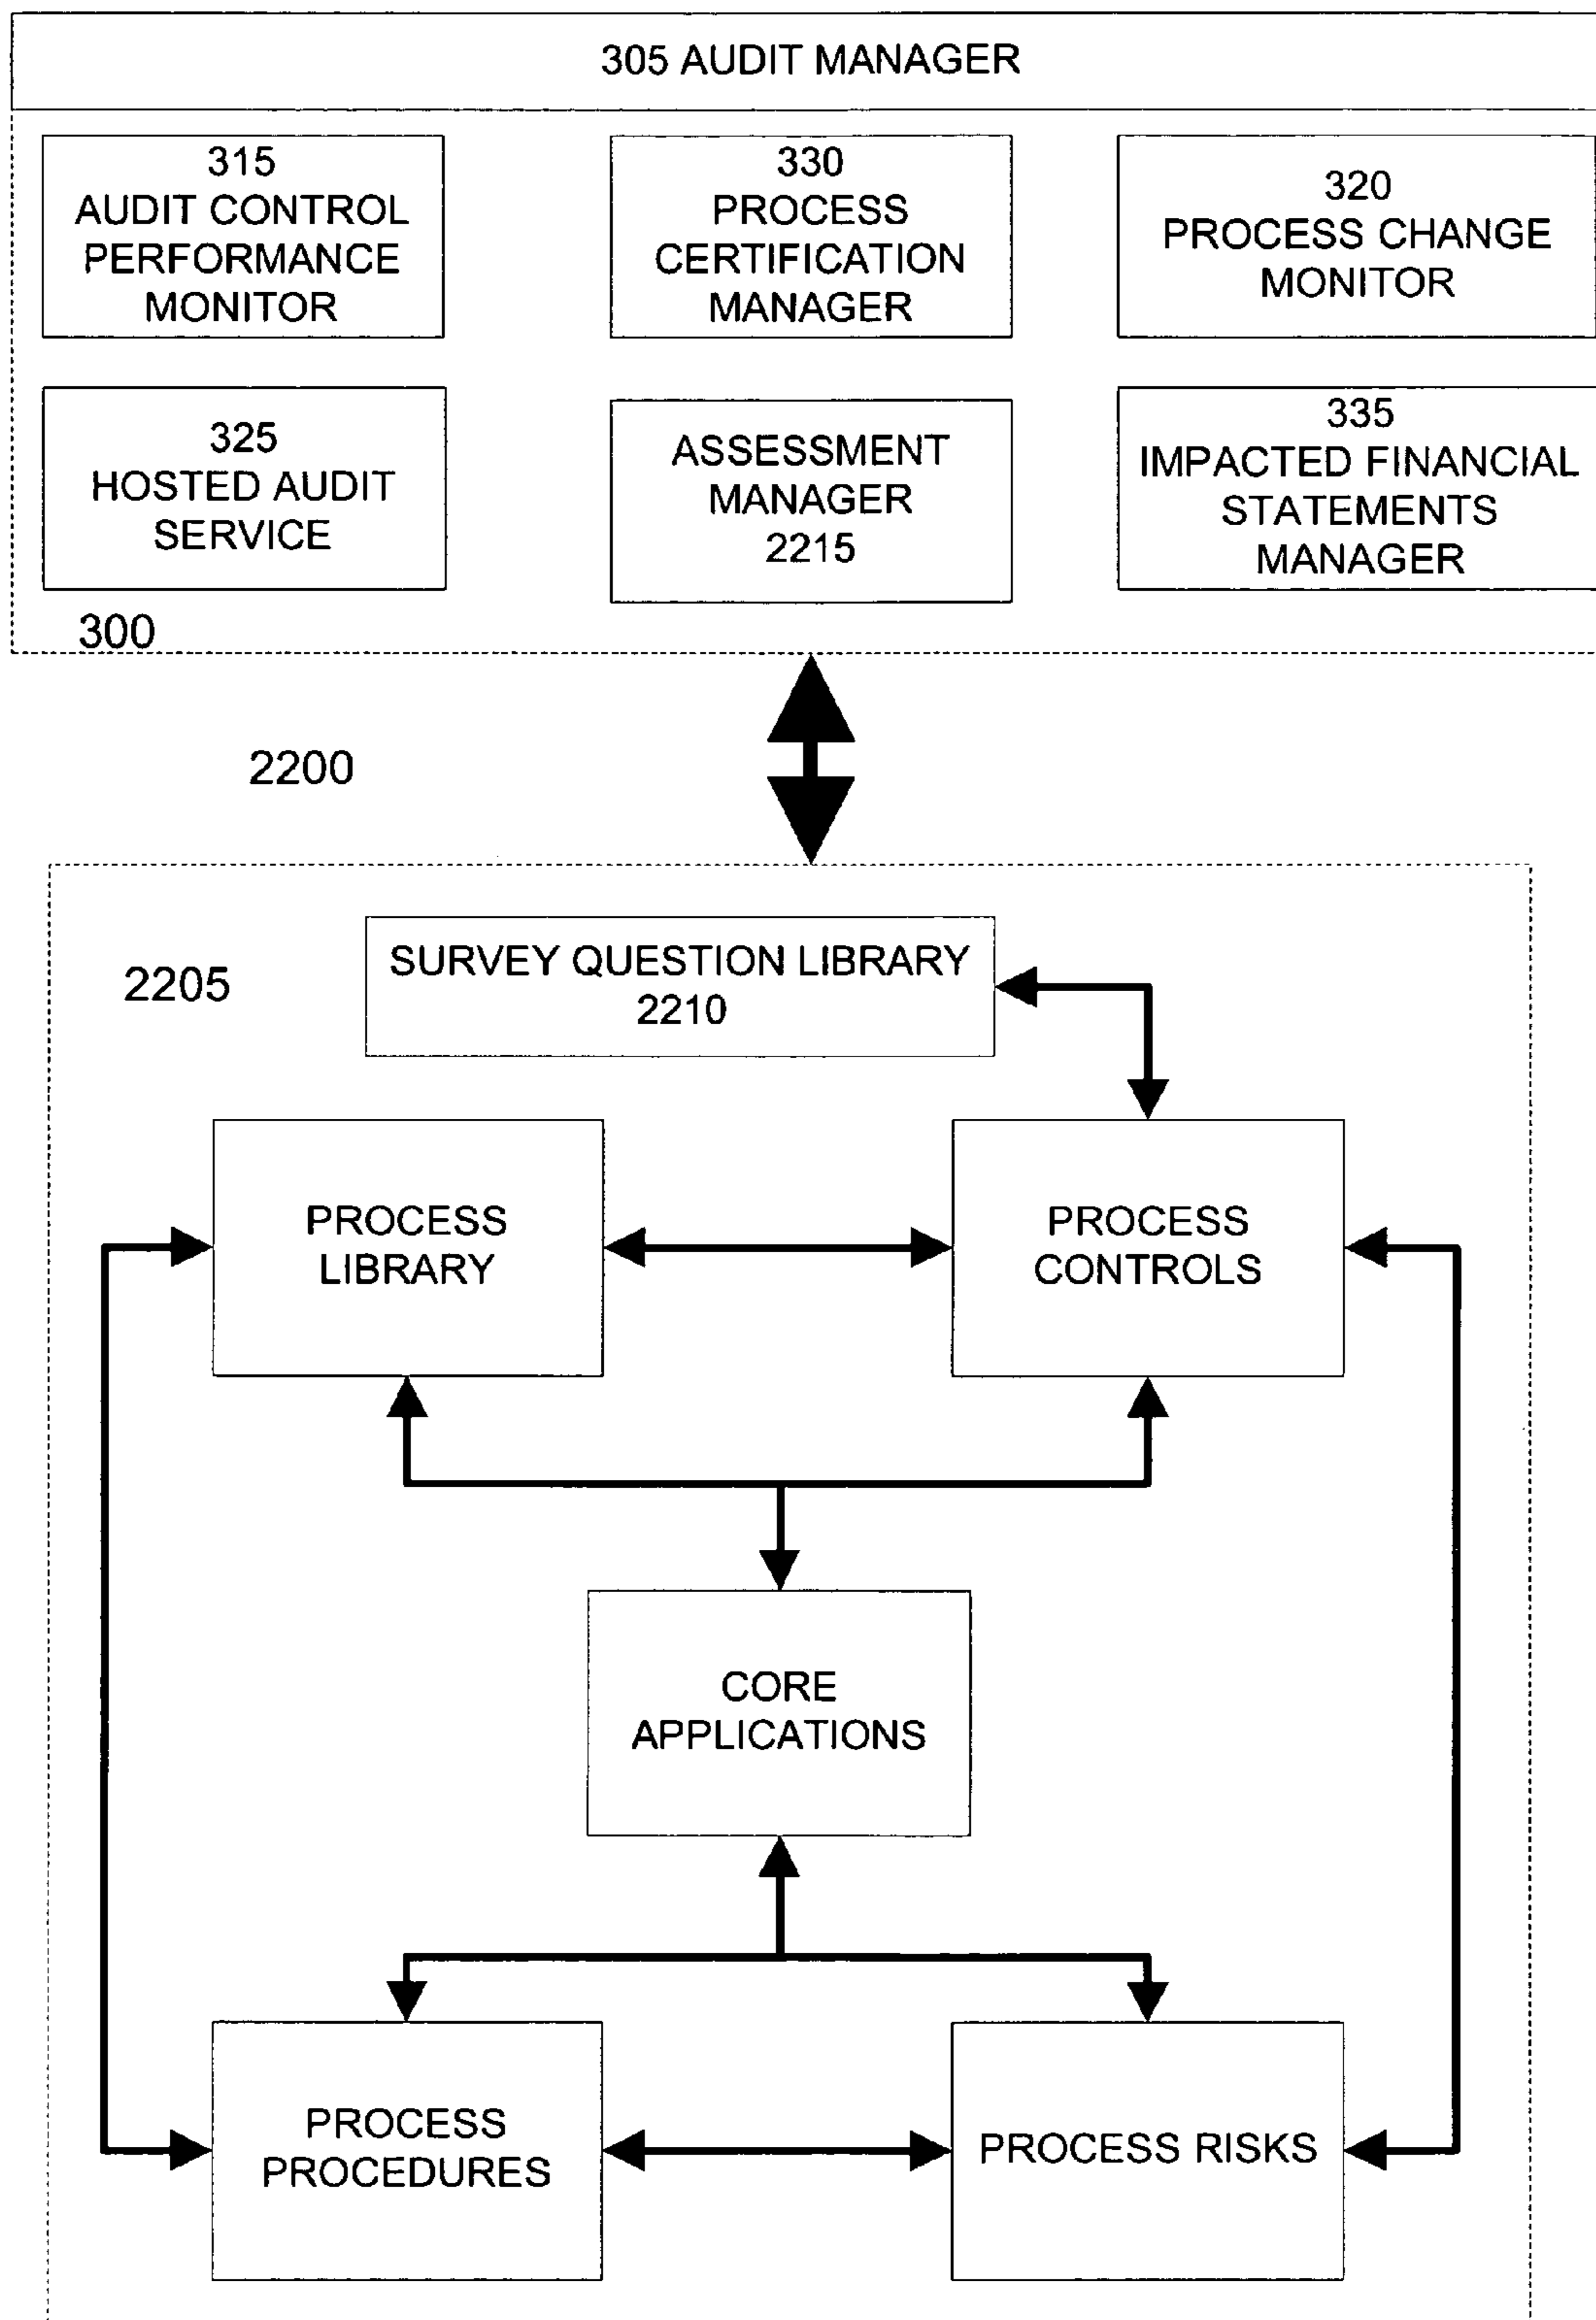 305 AUDIT MANAGER
315
AUDIT CONTROL
PERFORMANCE
MONITOR
330
PROCESS
CERTIFICATION
MANAGER
320
PROCESS CHANGE
MONITOR
325
HOSTED AUDIT
SERVICE
ASSESSMENT
MANAGER
2215
335
IMPACTED FINANCIAL
STATEMENTS
MANAGER
300
2200
2205
SURVEY QUESTION LIBRARY
2210
PROCESS
LIBRARY
PROCESS
CONTROLS
CORE
APPLICATIONS
PROCESS
PROCEDURES
PROCESS RISKS